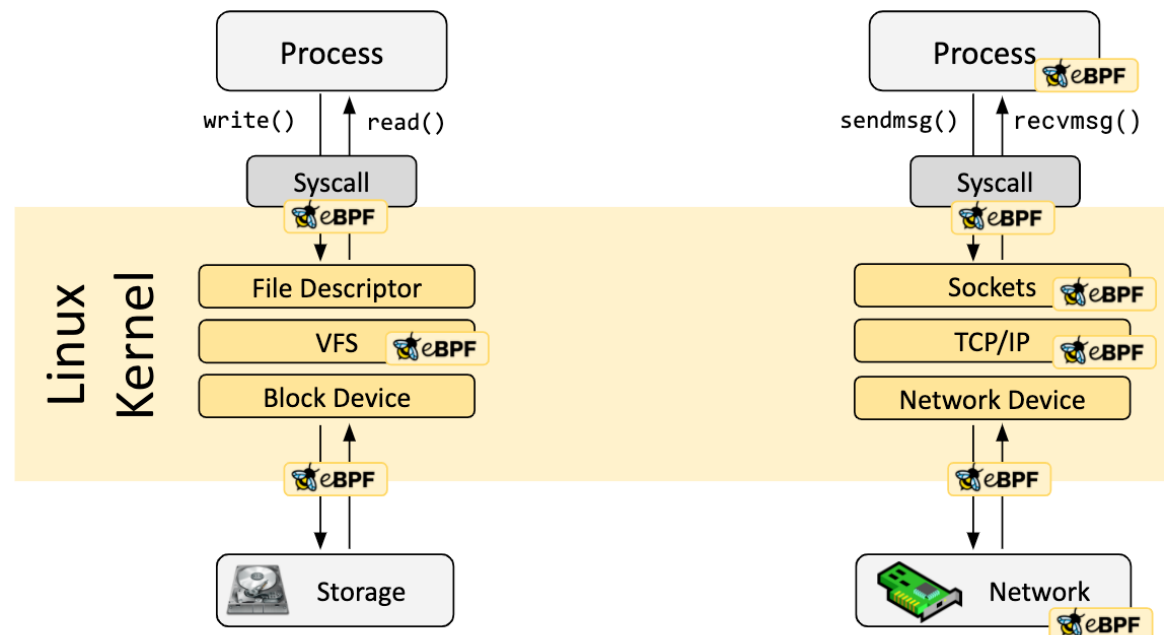 Process
Process
eBPF
write()
read()
sendmsg()
recvmsg()
Syscall
Syscall
eBPF
eBPF
Linux
Kernel
File Descriptor
Sockets
eBPF
VFS
eBPF
TCP/IP
eBPF
Block Device
Network Device
eBPF
eBPF
Storage
Network
eBPF